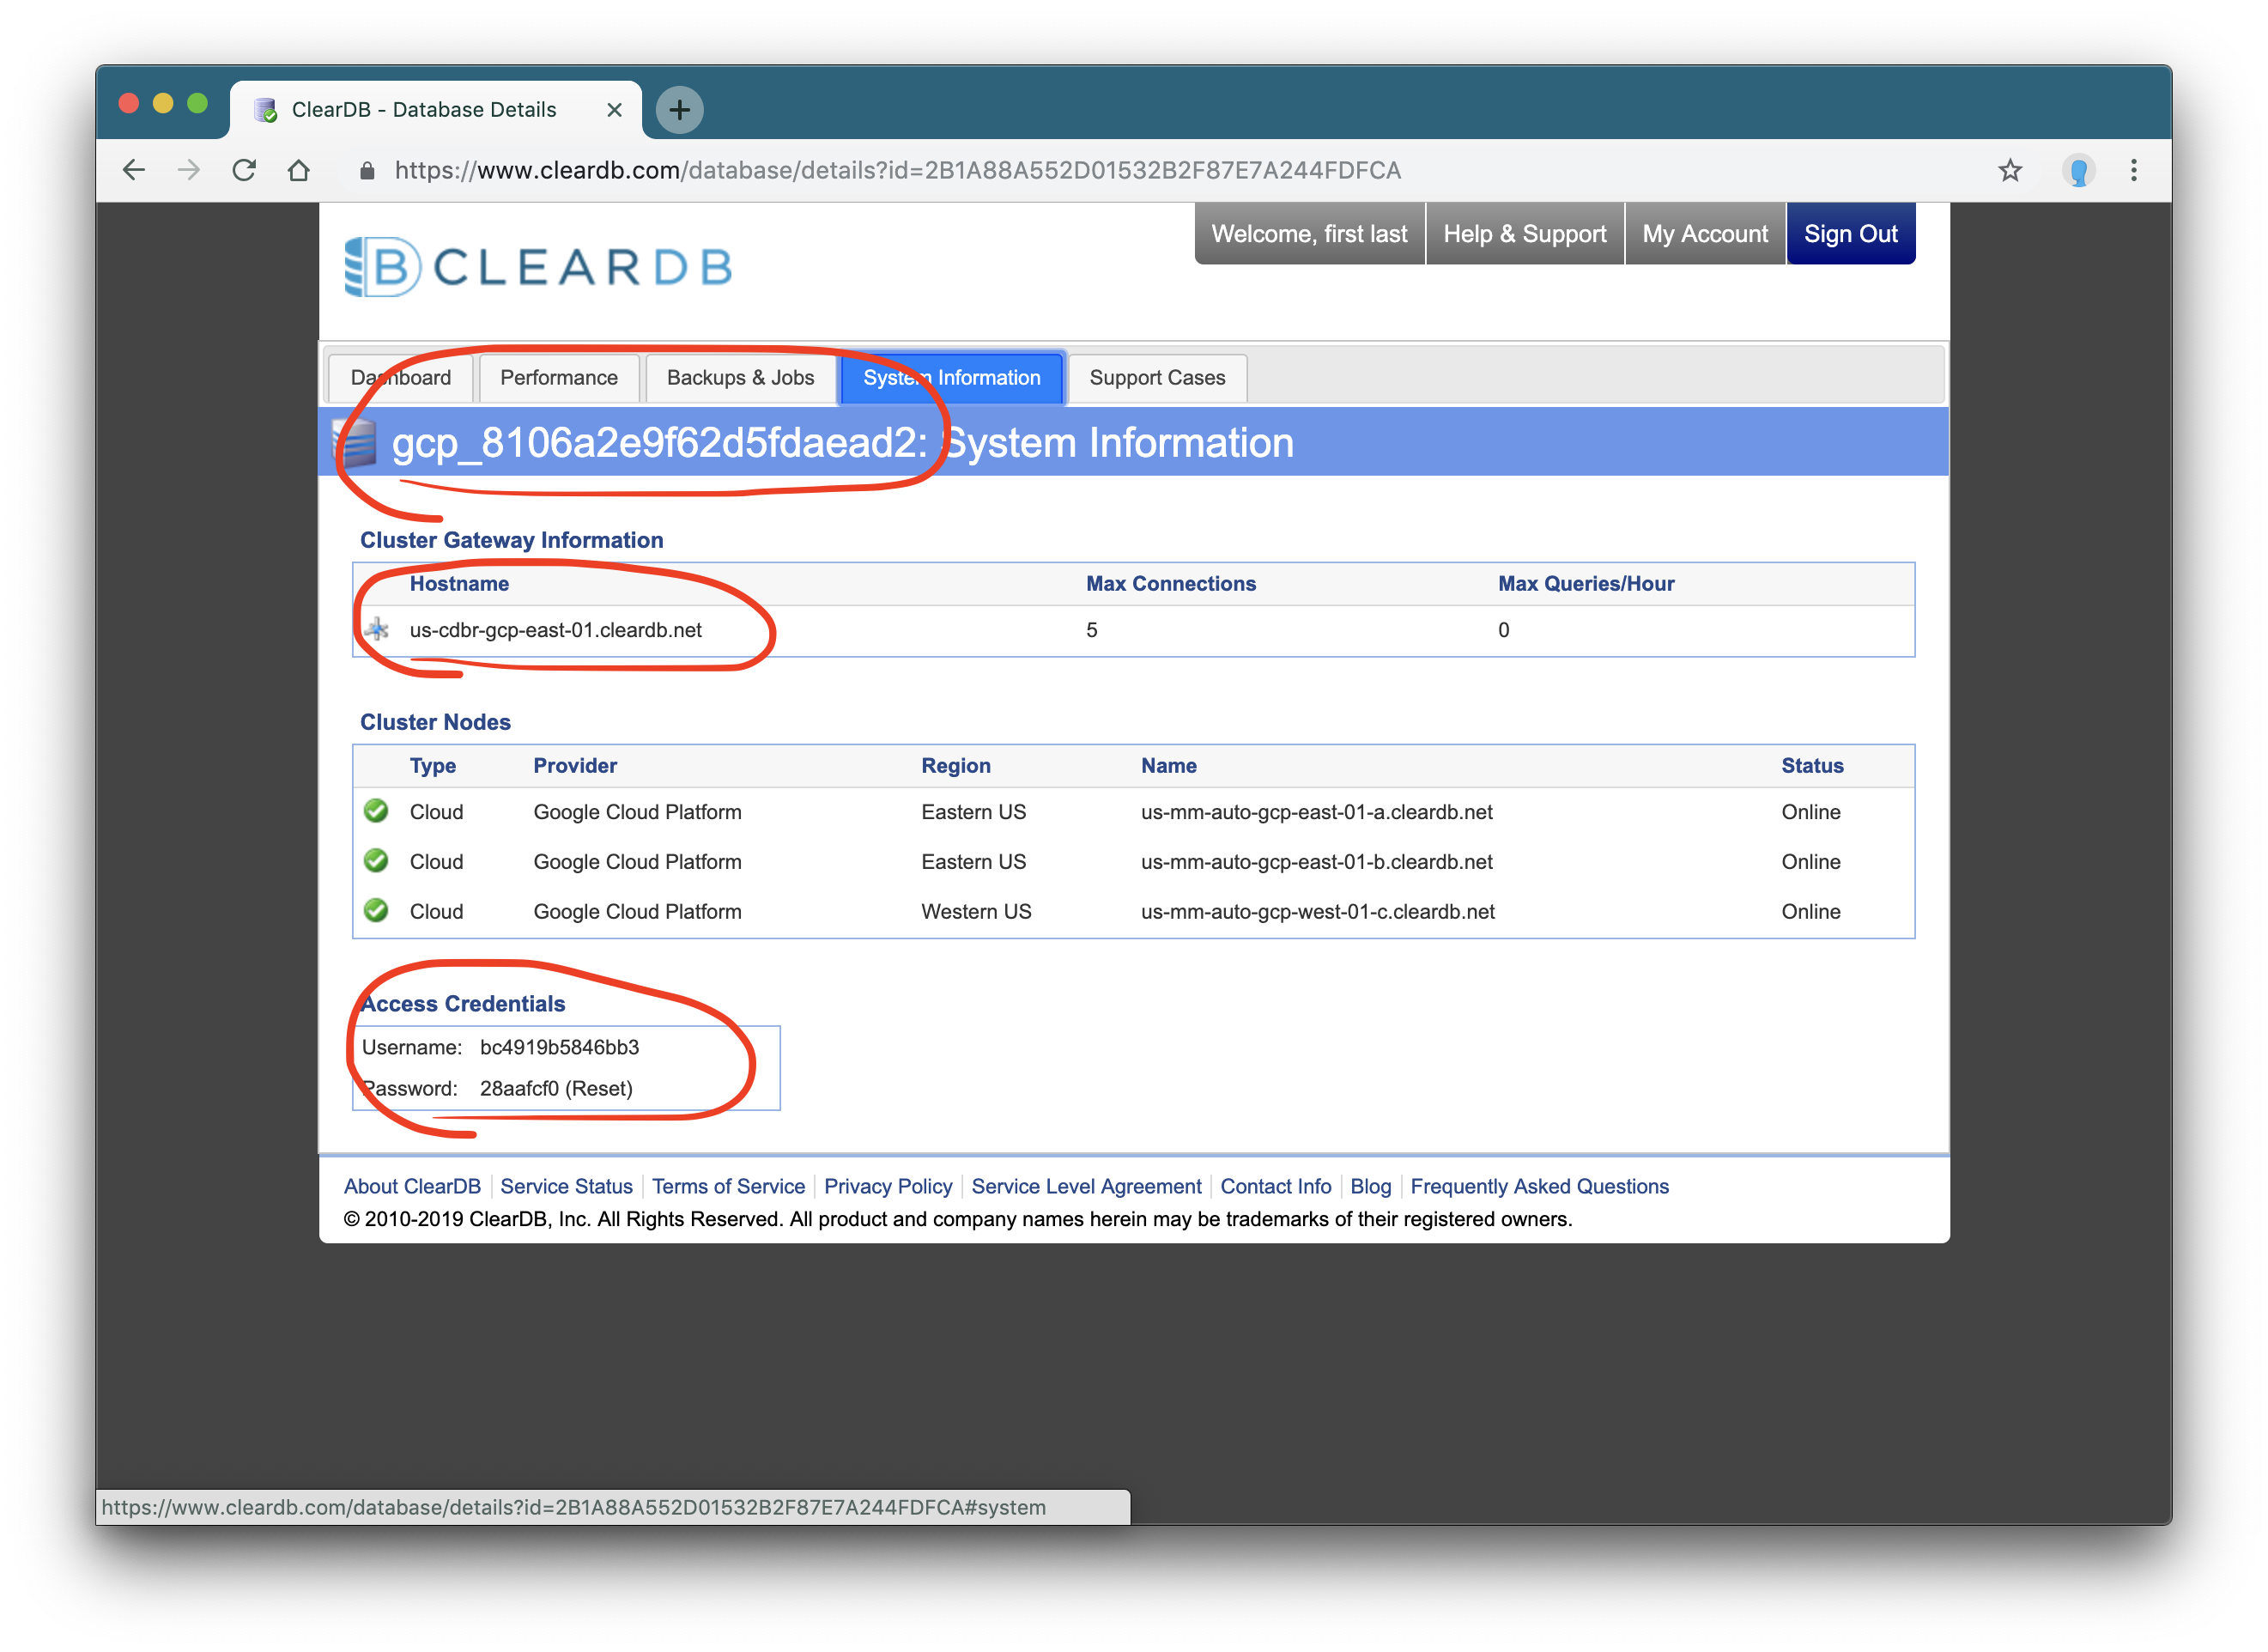 ClearDB - Database Details
https://www.cleardb.com/database/details?id=2B1A88A552D01532B2F87E7A244FDFCA
Welcome, first last Help & Support My Account Sign Out
CLEARDB
Dashboard Performance Backups & Jobs System Information Support Cases
gcp_8106a2e9f62d5fdaead2: System Information
Cluster Gateway Information
Hostname Max Connections Max Queries/Hour
us-cdbr-gcp-east-01.cleardb.net 5 0
Cluster Nodes
Type Provider Region Name Status
Cloud Google Cloud Platform Eastern US us-mm-auto-gcp-east-01-a.cleardb.net Online
Cloud Google Cloud Platform Eastern US us-mm-auto-gcp-east-01-b.cleardb.net Online
Cloud Google Cloud Platform Western US us-mm-auto-gcp-west-01-c.cleardb.net Online
Access Credentials
Username: bc4919b5846bb3
Password: 28aafcf0 (Reset)
About ClearDB Service Status Terms of Service Privacy Policy Service Level Agreement Contact Info Blog Frequently Asked Questions
© 2010-2019 ClearDB, Inc. All Rights Reserved. All product and company names herein may be trademarks of their registered owners.
https://www.cleardb.com/database/details?id=2B1A88A552D01532B2F87E7A244FDFCA#system